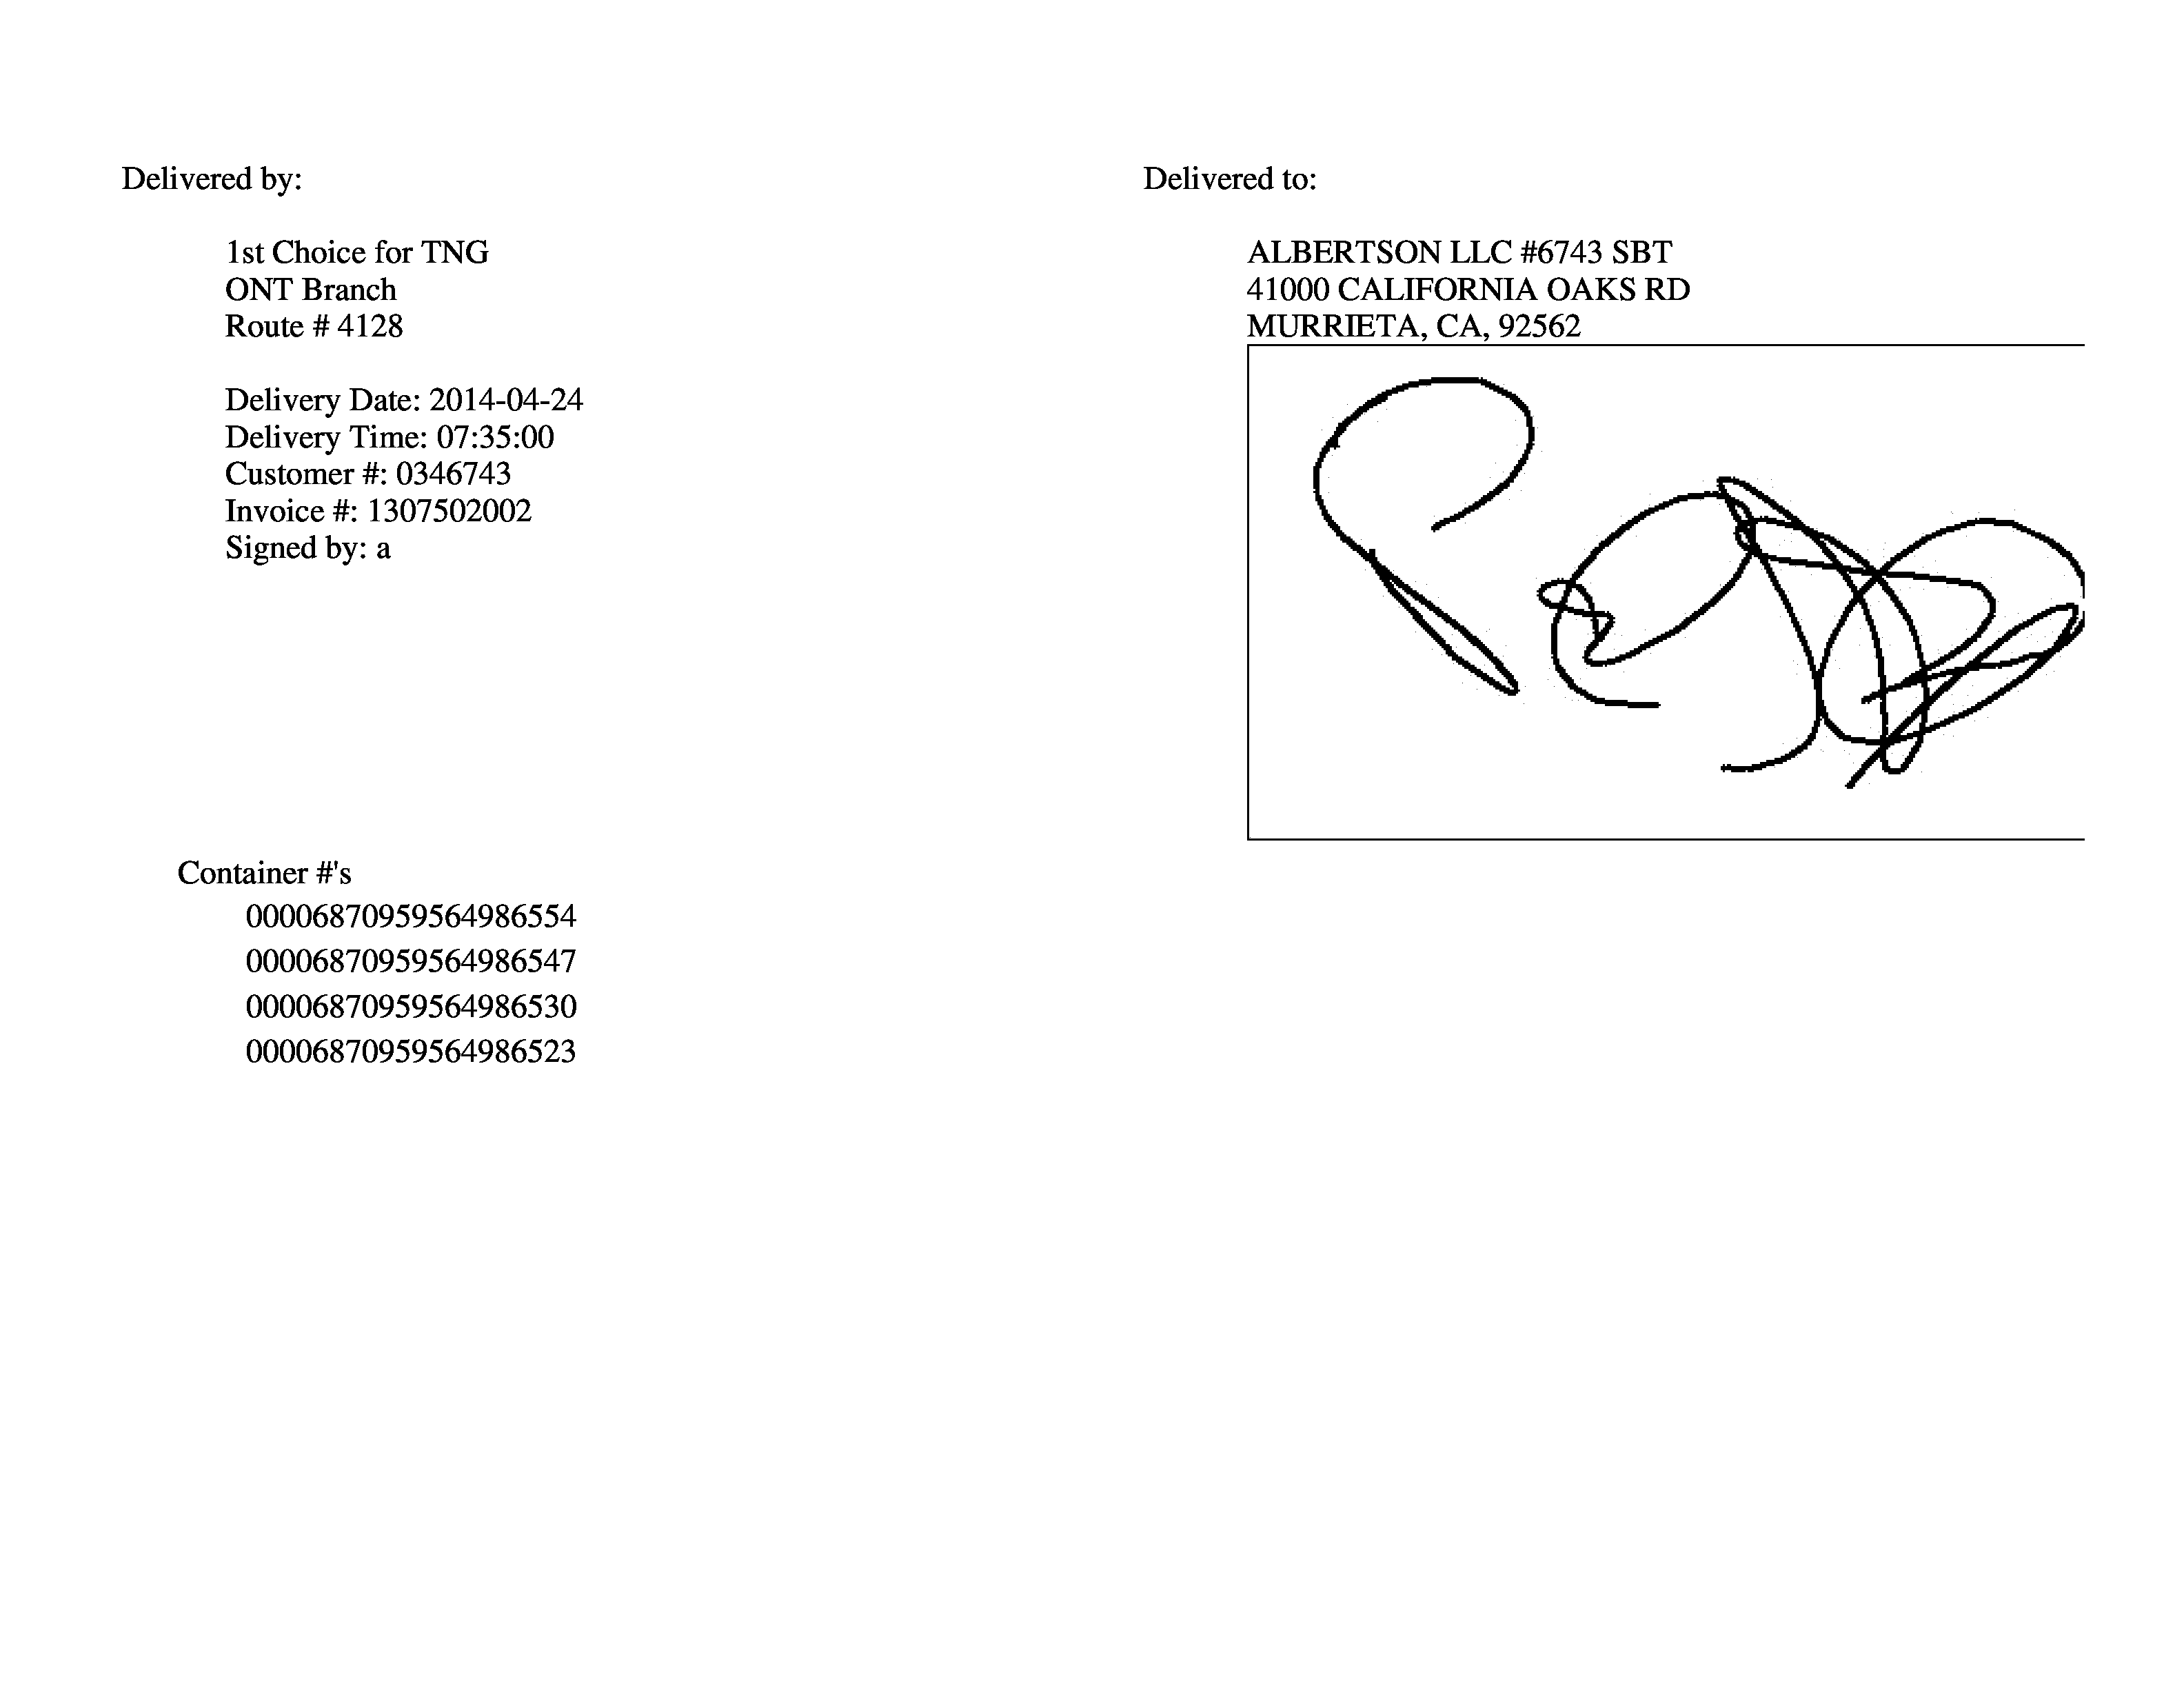 Delivered by:
1st Choice for TNG
ONT Branch
Route # 4128
Delivery Date: 2014-04-24
Delivery Time: 07:35:00
Customer #: 0346743
Invoice #: 1307502002
Signed by: a
Delivered to:
ALBERTSON LLC #6743 SBT
41000 CALIFORNIA OAKS RD
MURRIETA, CA, 92562
Container #'s
00006870959564986554
00006870959564986547
00006870959564986530
00006870959564986523